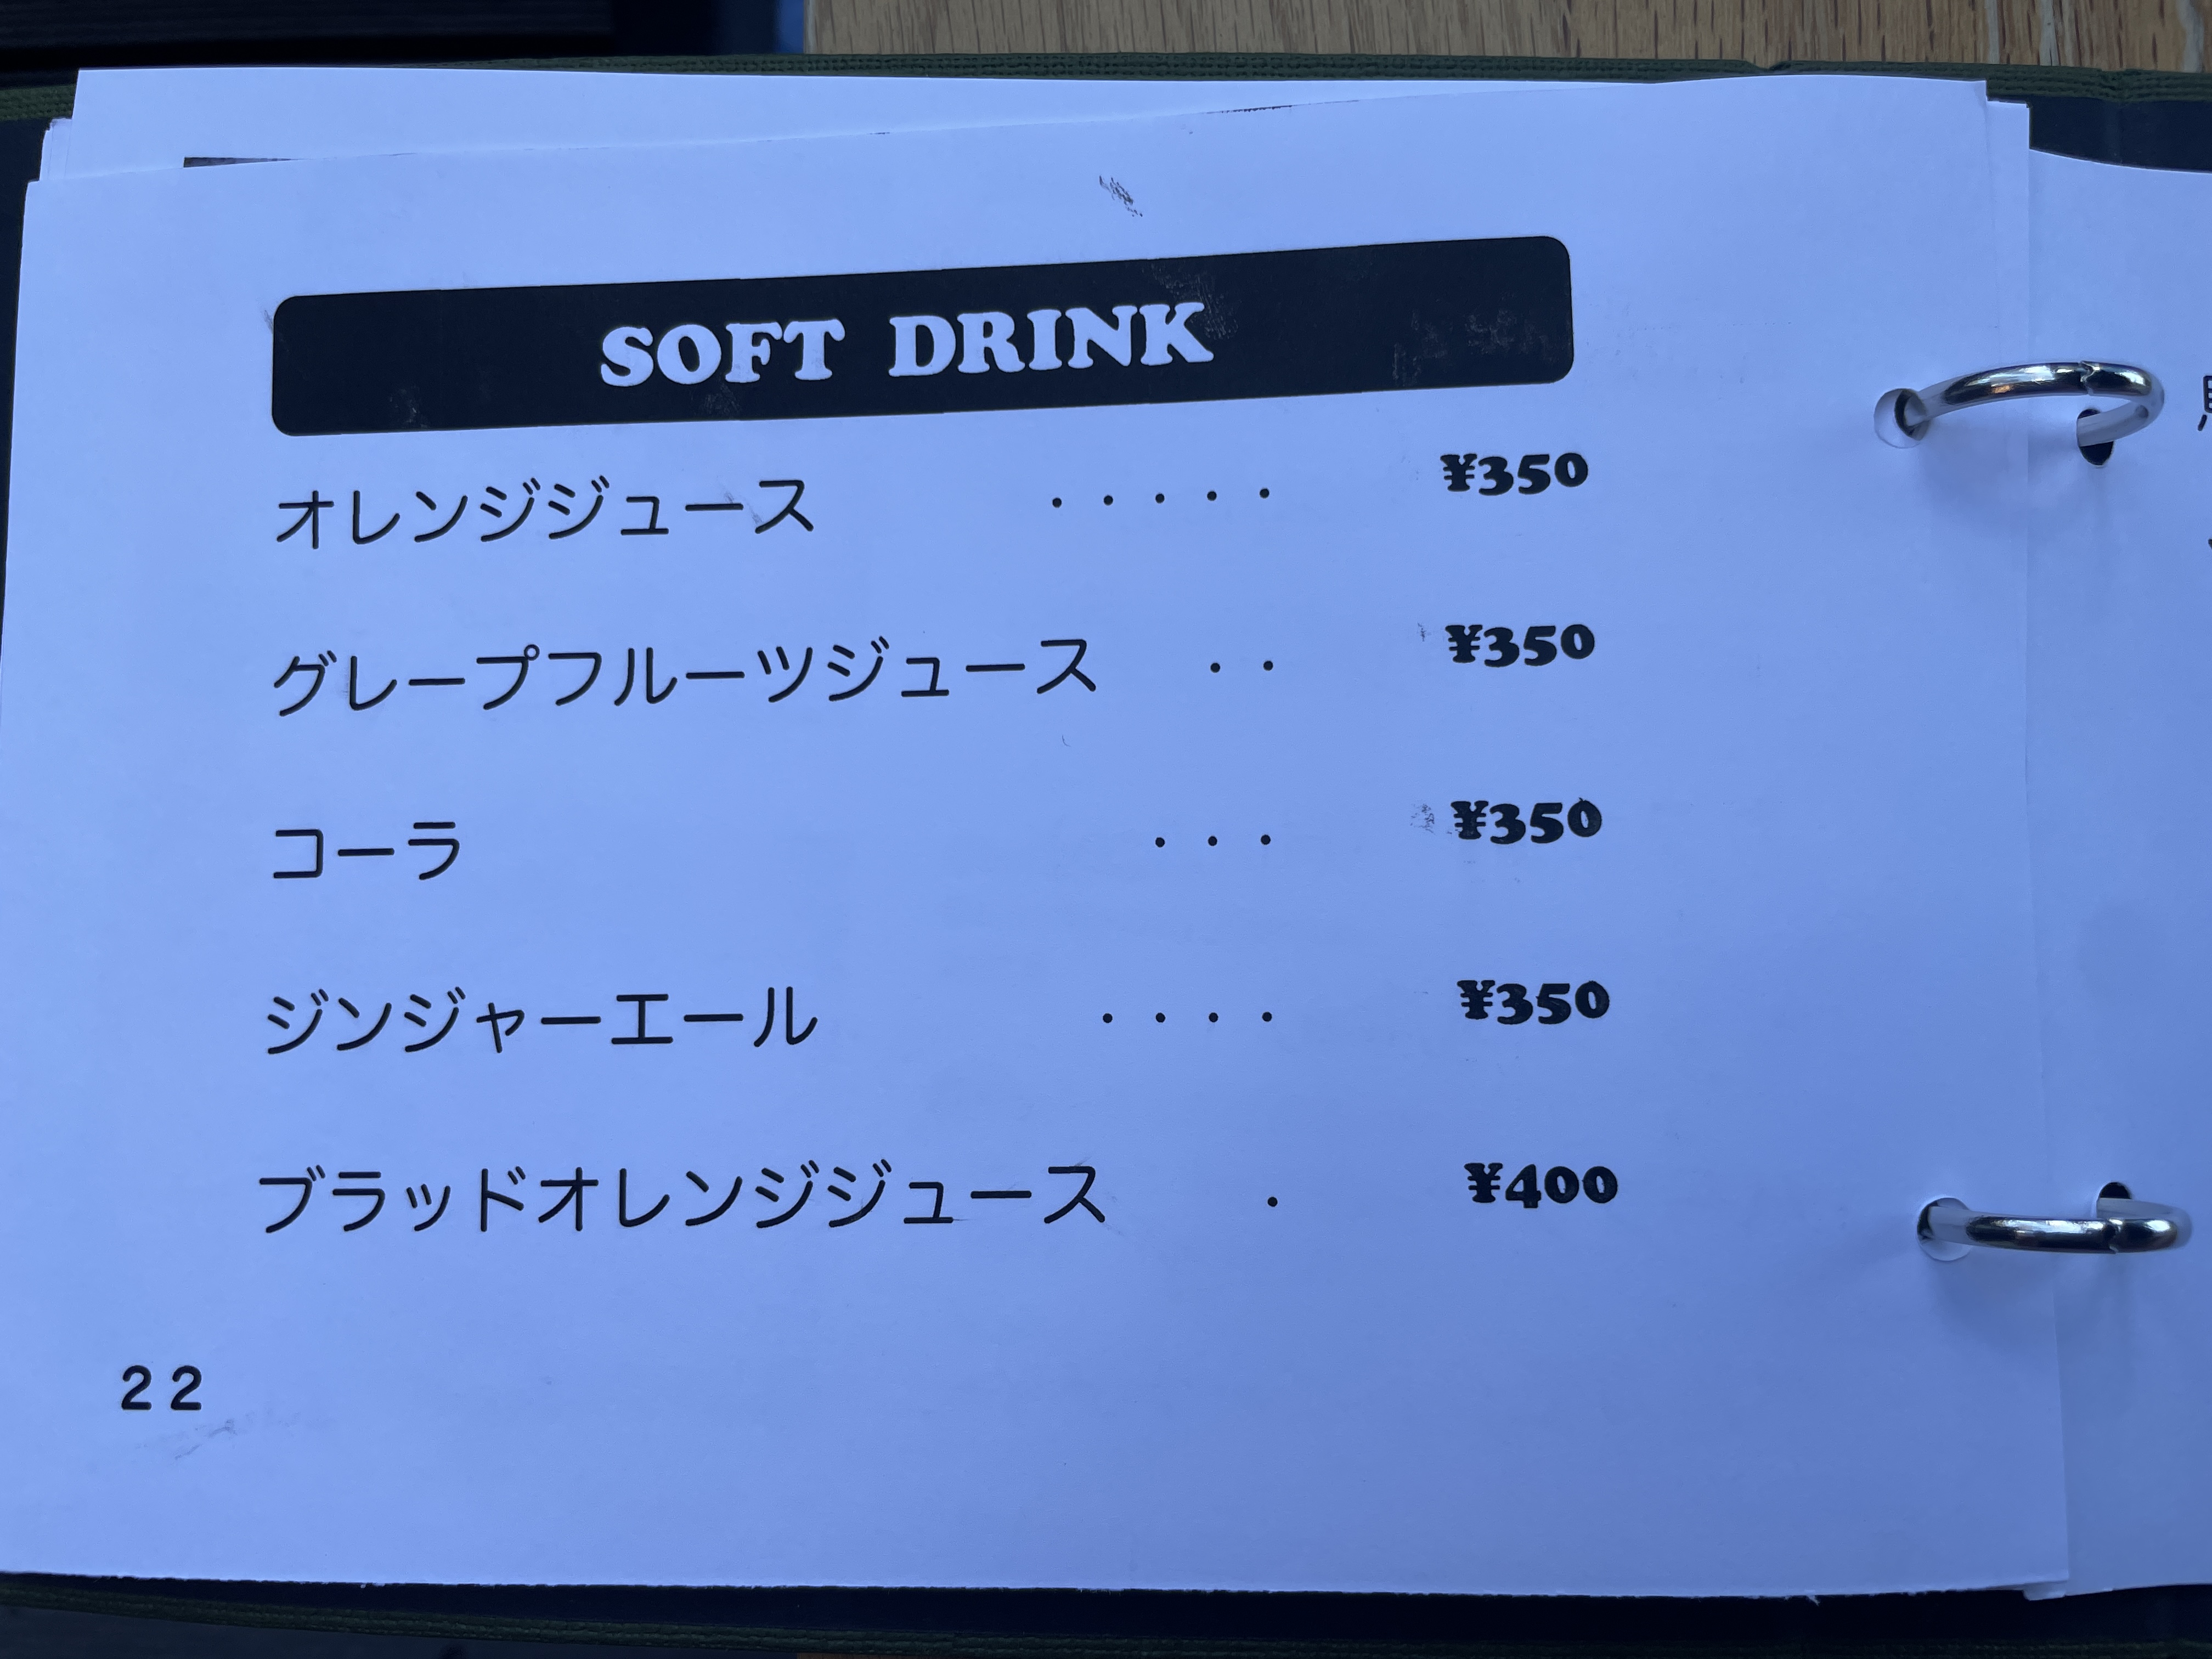 SOFT DRINK
オレンジジュース ・・・・・ ¥350
グレープフルーツジュース ・・ ¥350
コーラ ・・・ ¥350
ジンジャーエール ・・・・ ¥350
ブラッドオレンジジュース ・ ¥400
22